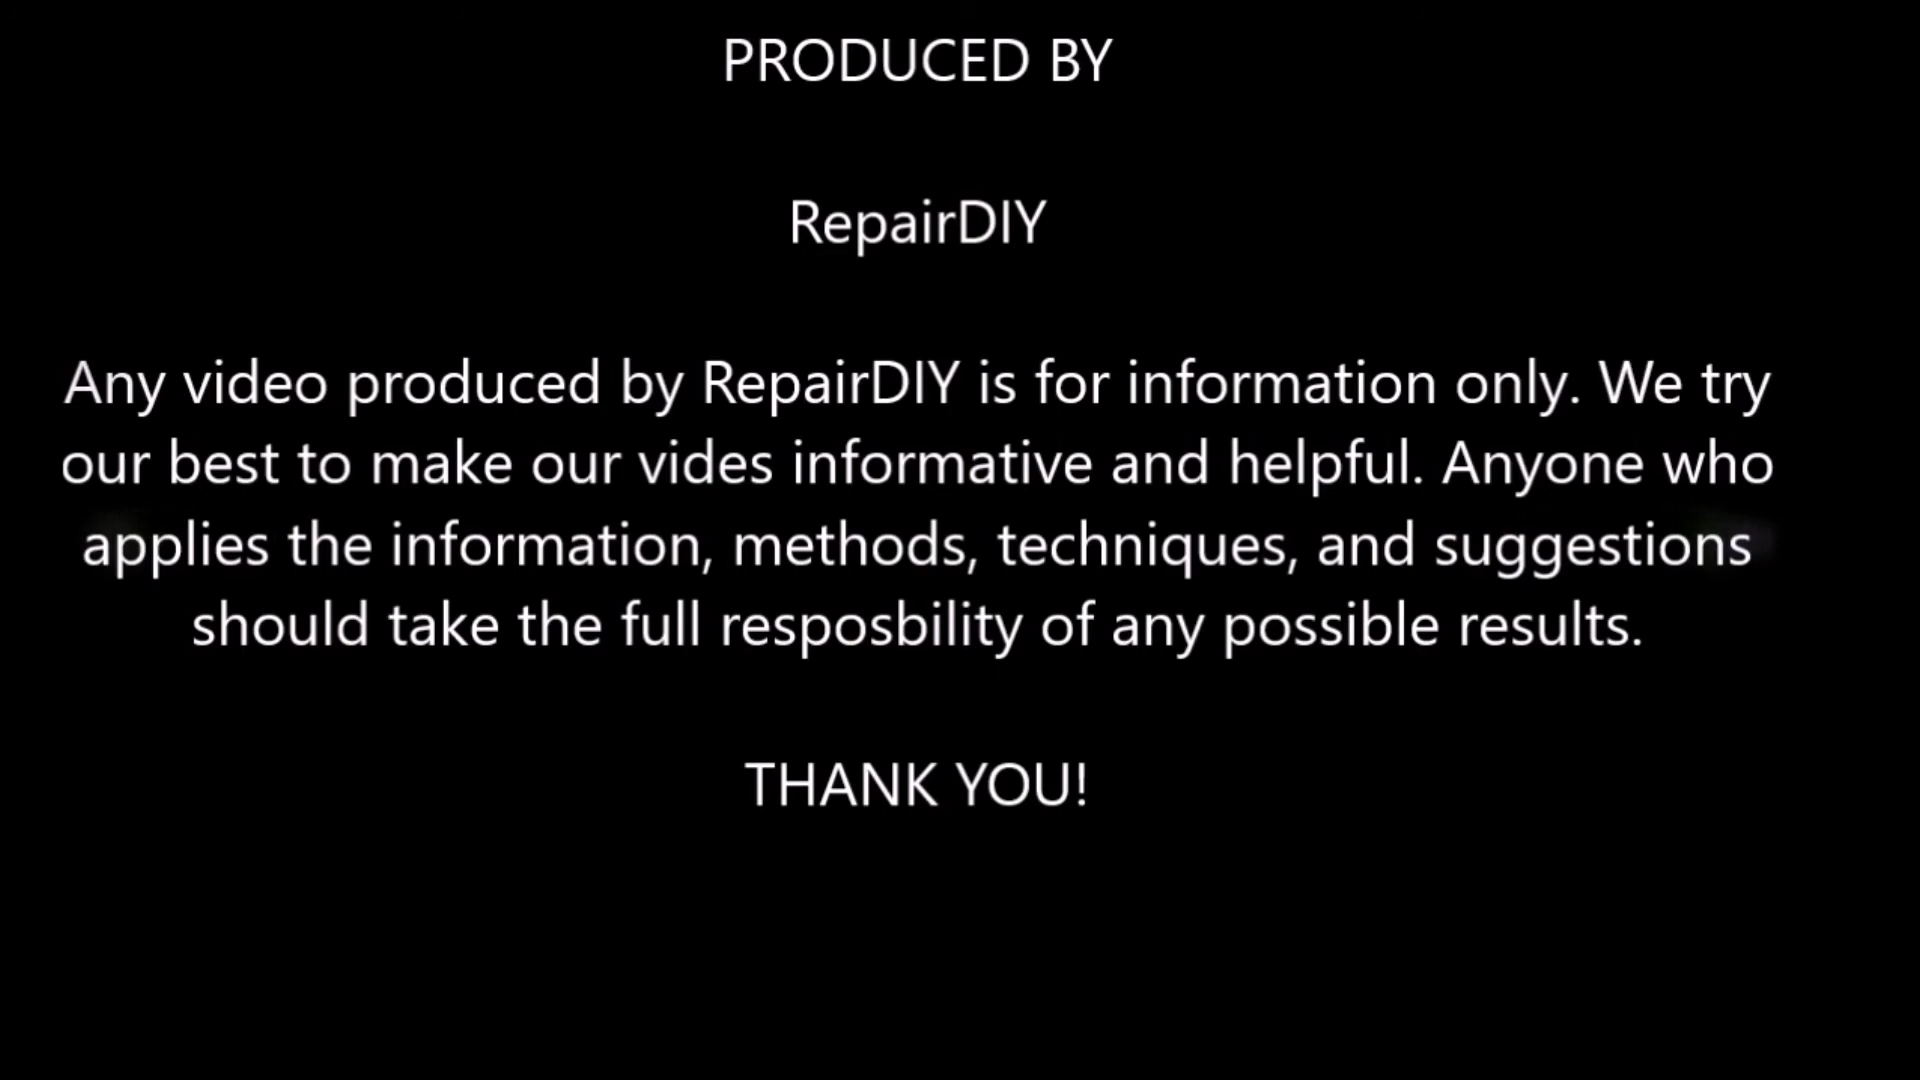 PRODUCED BY
RepairDIY
Any video produced by RepairDIY is for information only. We try
our best to make our vides informative and helpful. Anyone who
applies the information, methods, techniques, and suggestions
should take the full resposbility of any possible results.
THANK YOU!